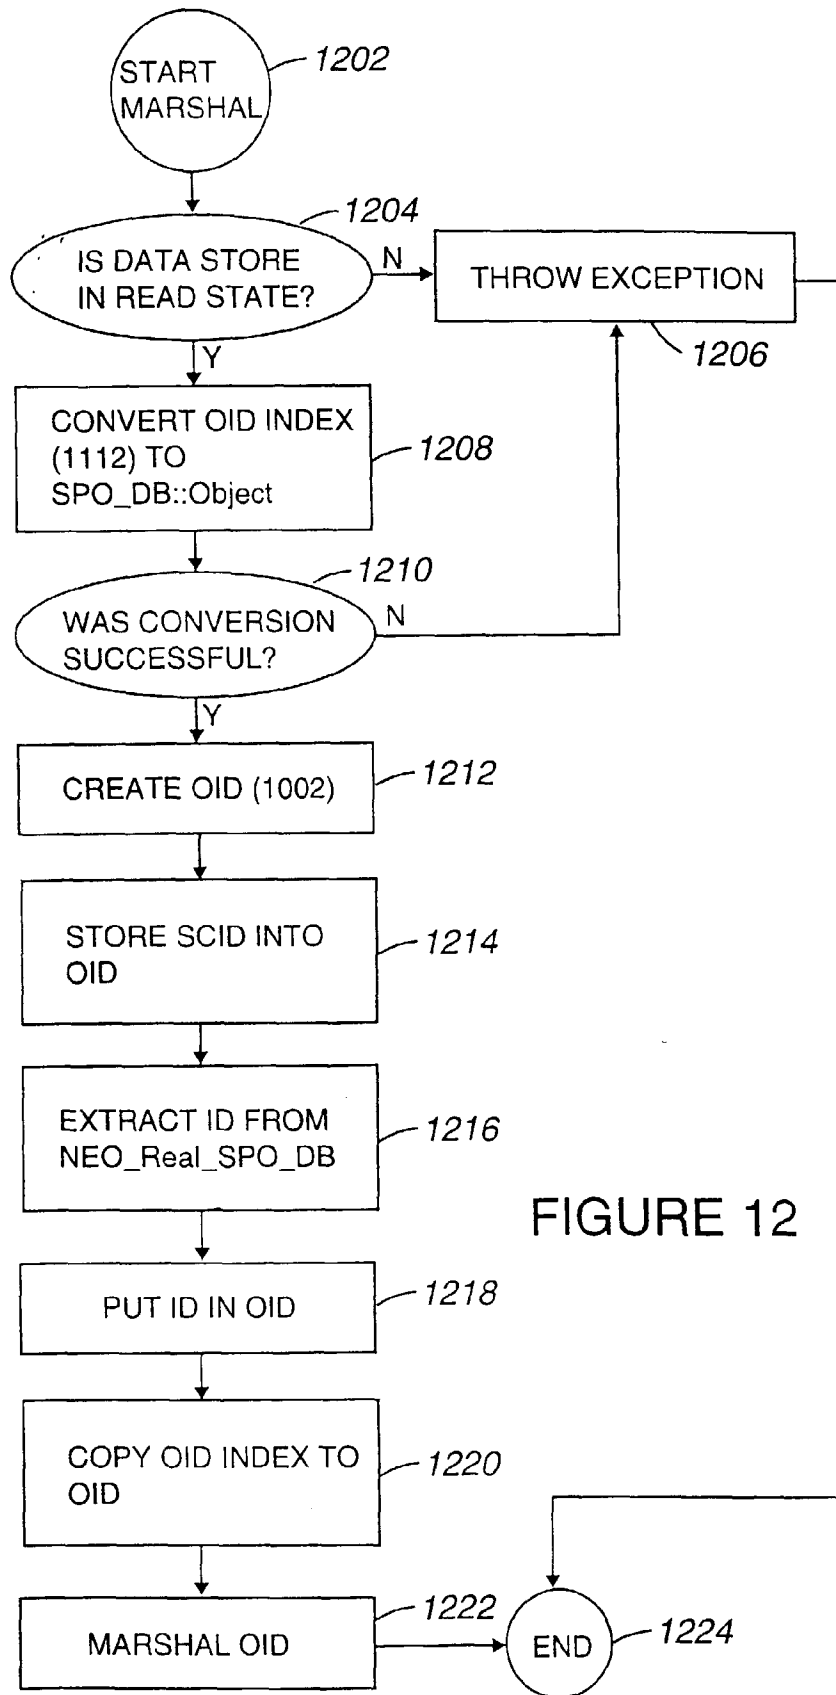 START
MARSHAL
1202
1204
IS DATA STORE
IN READ STATE?
N
THROW EXCEPTION
1206
Y
CONVERT OID INDEX
(1112) TO
SPO_DB::Object
1208
1210
WAS CONVERSION
SUCCESSFUL?
N
Y
CREATE OID (1002)
1212
STORE SCID INTO
OID
1214
EXTRACT ID FROM
NEO_Real_SPO_DB
1216
FIGURE 12
PUT ID IN OID
1218
COPY OID INDEX TO
OID
1220
MARSHAL OID
1222
END
1224